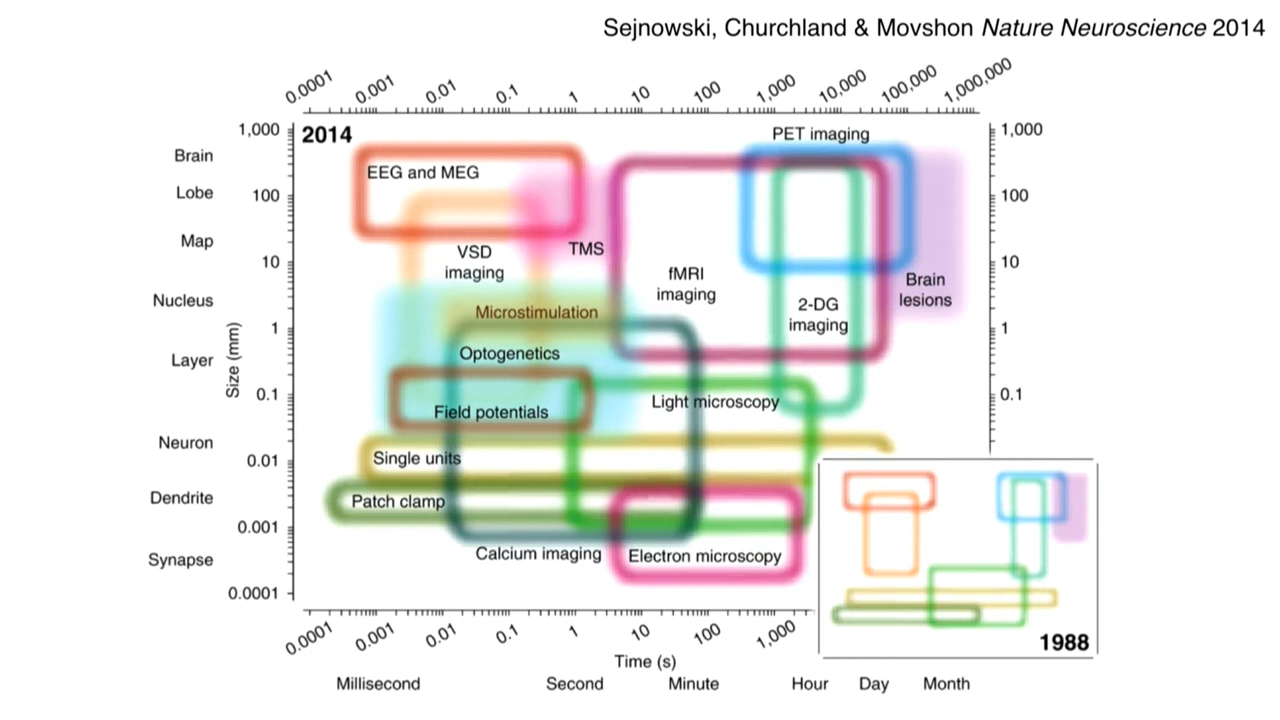 Sejnowski, Churchland & Movshon Nature Neuroscience 2014
0.0001 0.001 0.01 0.1 1 10 100 1,000 10,000 100,000 1,000,000
2014
PET imaging
1,000 1,000
Brain
EEG and MEG
Lobe
100 100
Map
VSD
imaging
TMS
10 10
fMRI
imaging
Brain
lesions
Nucleus
2-DG
imaging
Microstimulation
1 1
Optogenetics
Layer
Size (mm)
0.1 0.1
Light microscopy
Field potentials
Neuron
Single units
0.01
Dendrite
Patch clamp
0.001
Calcium imaging
Electron microscopy
Synapse
0.0001
1988
0.0001 0.001 0.01 0.1 1 10 100 1,000
Time (s)
Millisecond Second Minute Hour Day Month